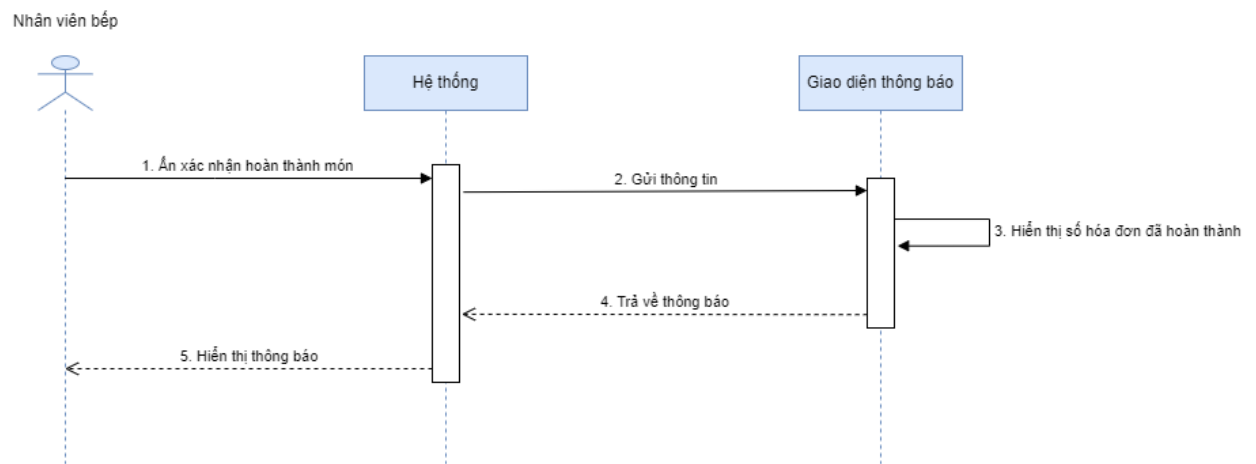 Nhân viên bếp
Hệ thống
Giao diện thông báo
1. Ấn xác nhận hoàn thành món
2. Gửi thông tin
3. Hiển thị số hóa đơn đã hoàn thành
4. Trả về thông báo
5. Hiển thị thông báo